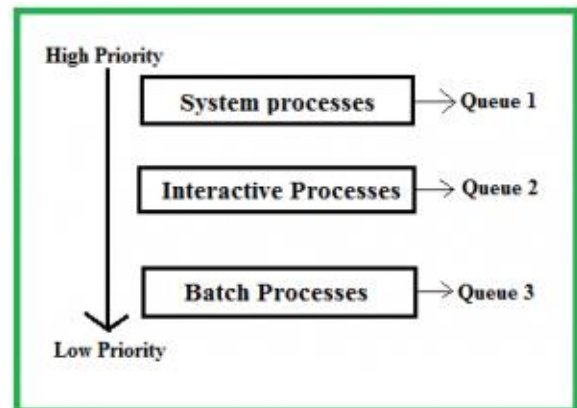 High Priority
System processes
Queue 1
Interactive Processes
Queue 2
Batch Processes
Queue 3
Low Priority